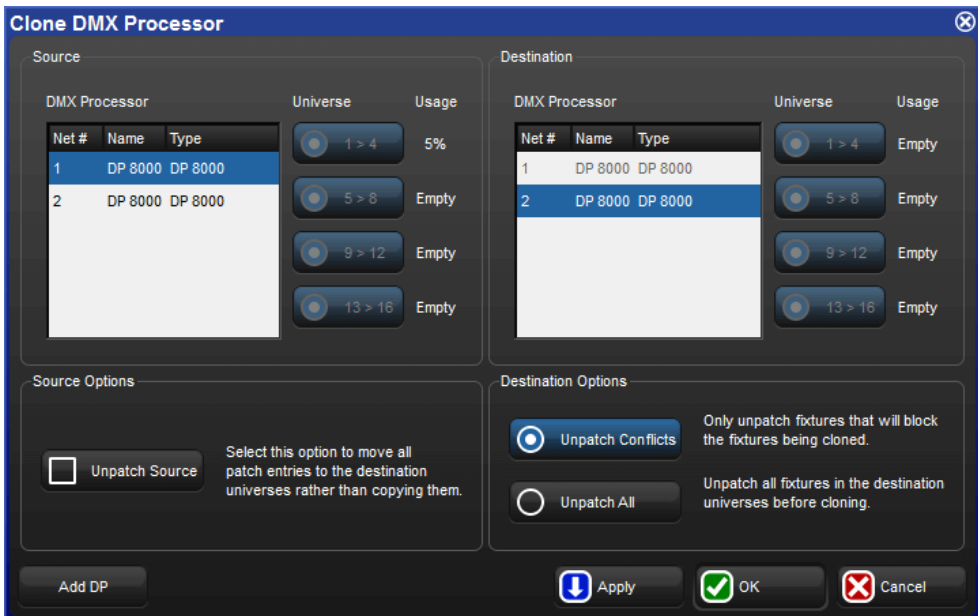 Clone DMX Processor
Source
DMX Processor Universe Usage
Net # Name Type
1 DP 8000 DP 8000
2 DP 8000 DP 8000
1 > 4 5%
5 > 8 Empty
9 > 12 Empty
13 > 16 Empty
Destination
DMX Processor Universe Usage
Net # Name Type
1 DP 8000 DP 8000
2 DP 8000 DP 8000
1 > 4 Empty
5 > 8 Empty
9 > 12 Empty
13 > 16 Empty
Source Options
Unpatch Source
Select this option to move all
patch entries to the destination
universes rather than copying them.
Destination Options
Unpatch Conflicts
Only unpatch fixtures that will block
the fixtures being cloned.
Unpatch All
Unpatch all fixtures in the destination
universes before cloning.
Add DP
Apply
OK
Cancel